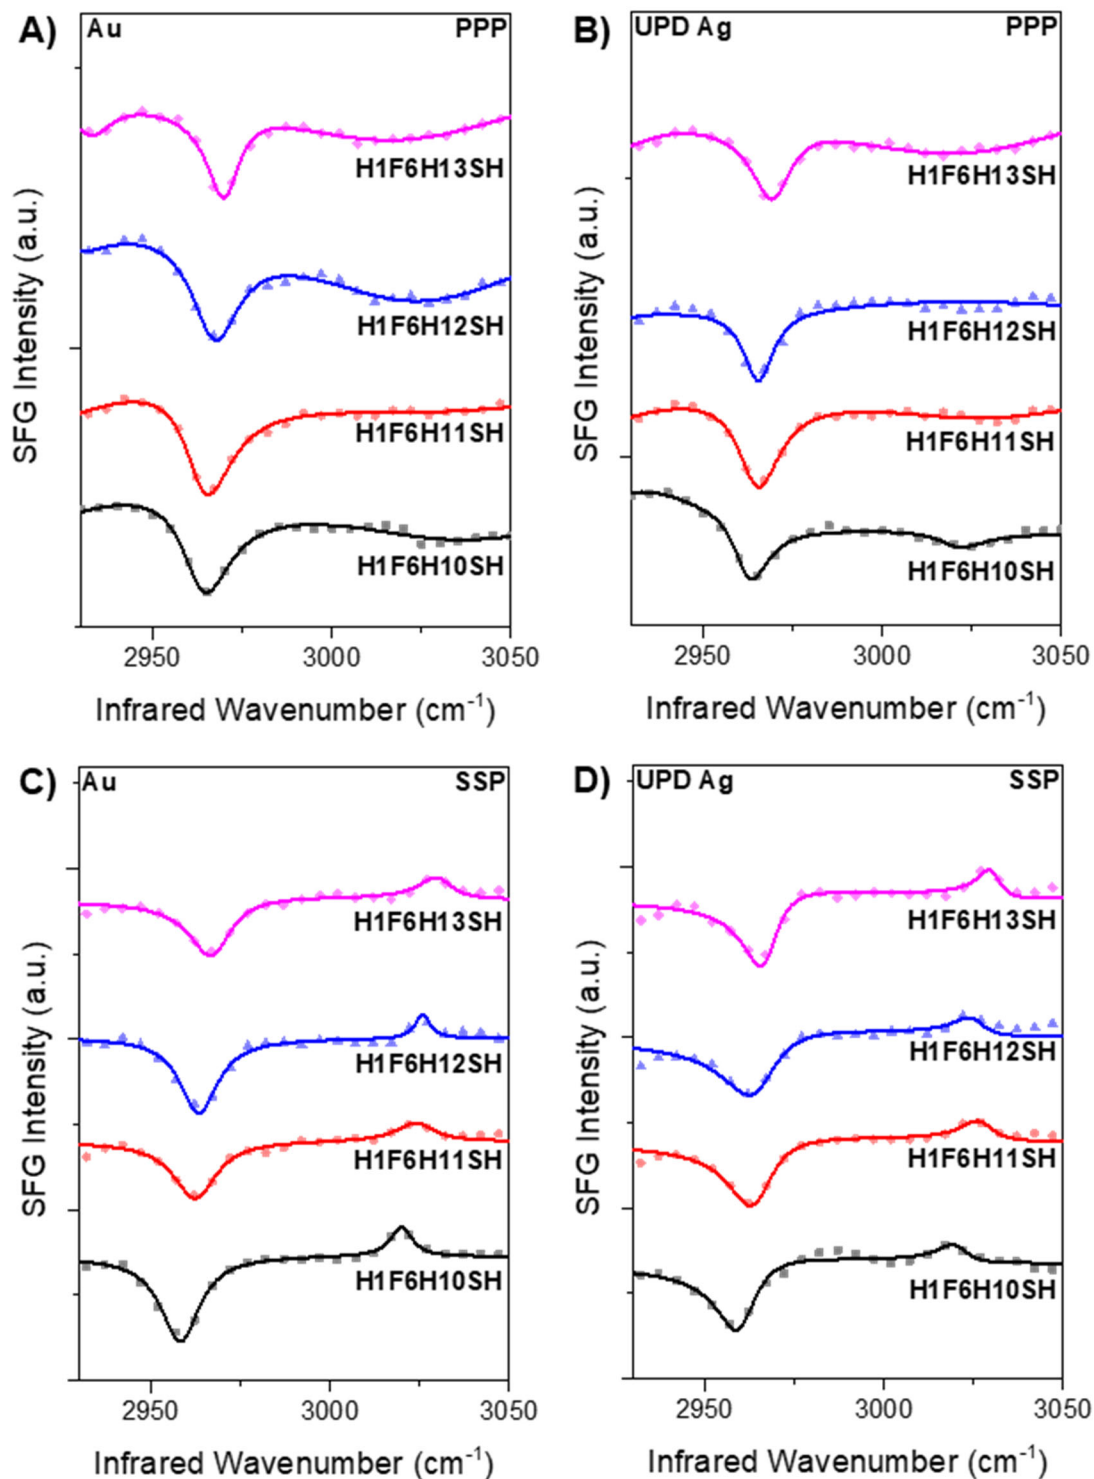 A) Au PPP
H1F6H13SH
H1F6H12SH
H1F6H11SH
H1F6H10SH
SFG Intensity (a.u.)
2950 3000 3050
Infrared Wavenumber (cm⁻¹)
B) UPD Ag PPP
H1F6H13SH
H1F6H12SH
H1F6H11SH
H1F6H10SH
SFG Intensity (a.u.)
2950 3000 3050
Infrared Wavenumber (cm⁻¹)
C) Au SSP
H1F6H13SH
H1F6H12SH
H1F6H11SH
H1F6H10SH
SFG Intensity (a.u.)
2950 3000 3050
Infrared Wavenumber (cm⁻¹)
D) UPD Ag SSP
H1F6H13SH
H1F6H12SH
H1F6H11SH
H1F6H10SH
SFG Intensity (a.u.)
2950 3000 3050
Infrared Wavenumber (cm⁻¹)